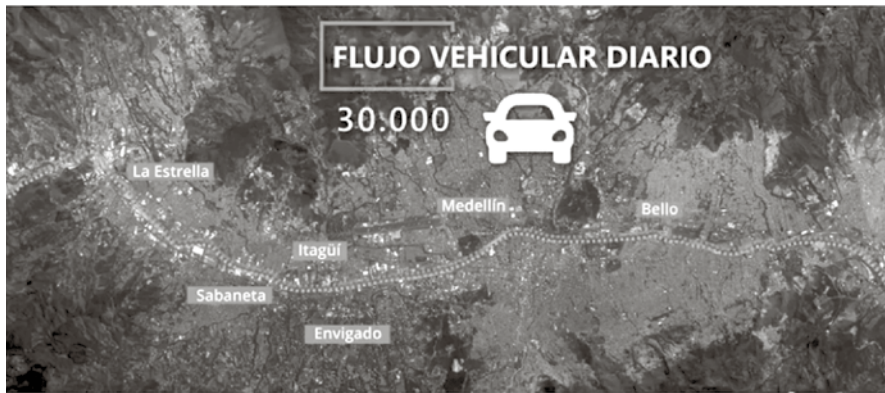 FLUJO VEHICULAR DIARIO
30.000
La Estrella
Medellín
Bello
Itagüí
Sabaneta
Envigado